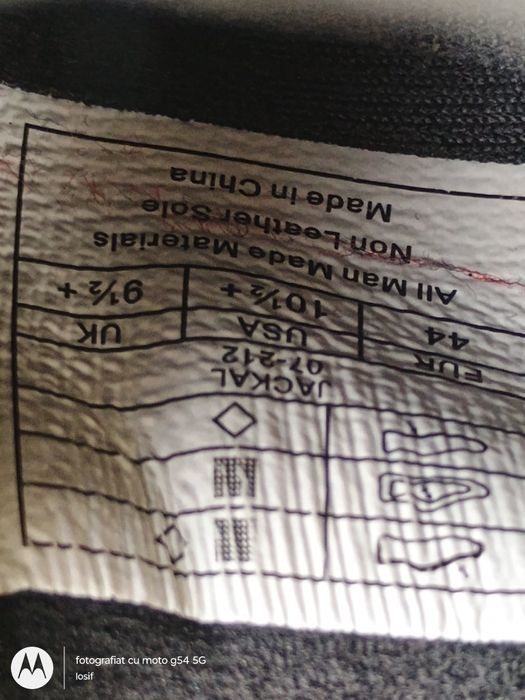 JACKAL
07-212
EUR USA UK
44 10½+ 9½+
All Man Made Materials
Non Leather Sole
Made in China
fotografiat cu moto g54 5G
Iosif